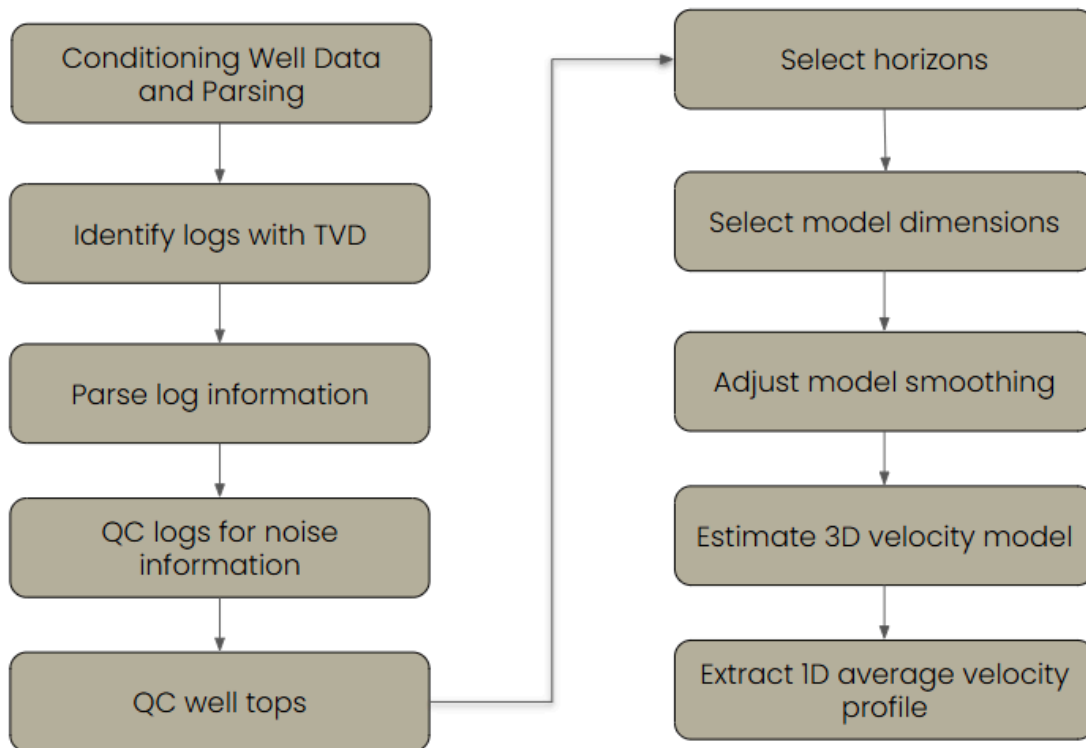 Conditioning Well Data
and Parsing
Identify logs with TVD
Parse log information
QC logs for noise
information
QC well tops
Select horizons
Select model dimensions
Adjust model smoothing
Estimate 3D velocity model
Extract 1D average velocity
profile